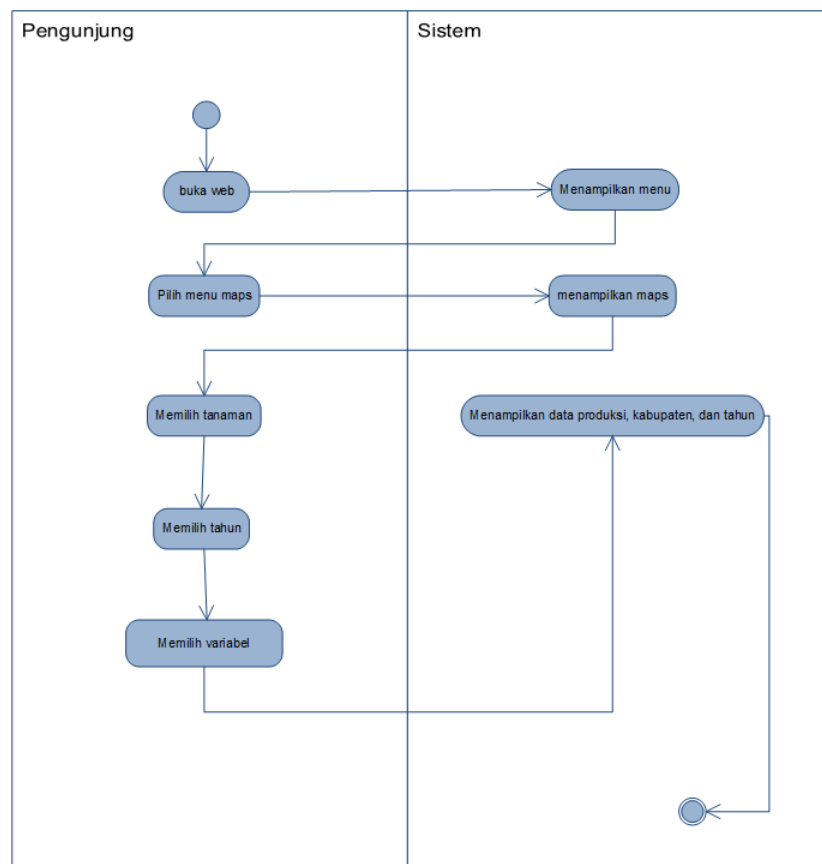 Pengunjung
Sistem
buka web
Menampilkan menu
Pilih menu maps
menampilkan maps
Memilih tanaman
Menampilkan data produksi, kabupaten, dan tahun
Memilih tahun
Memilih variabel